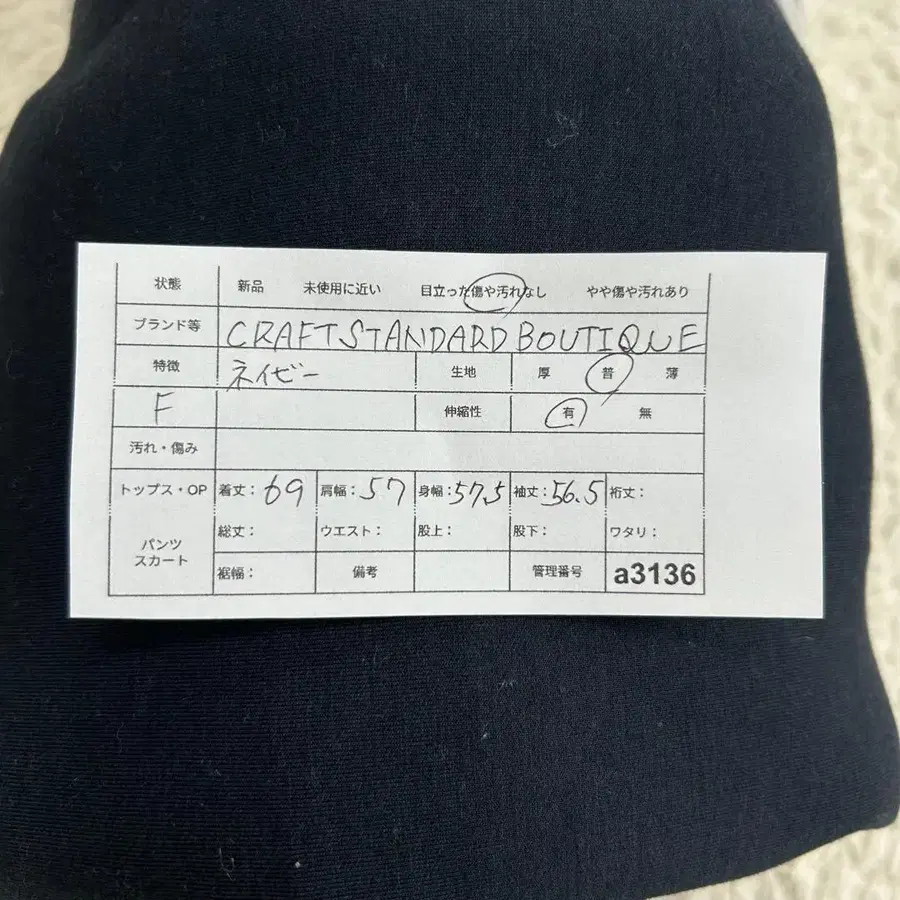 状態 新品 未使用に近い 目立った傷や汚れなし やや傷や汚れあり
ブランド等 CRAFTSTANDARD BOUTIQUE
特徴 ネイビー 生地 厚 普 薄
F 伸縮性 有 無
汚れ・傷み
トップス・OP 着丈：69 肩幅：57 身幅：57.5 袖丈：56.5 裄丈：
パンツ スカート 総丈： ウエスト： 股上： 股下： ワタリ：
裾幅： 備考 管理番号 a3136